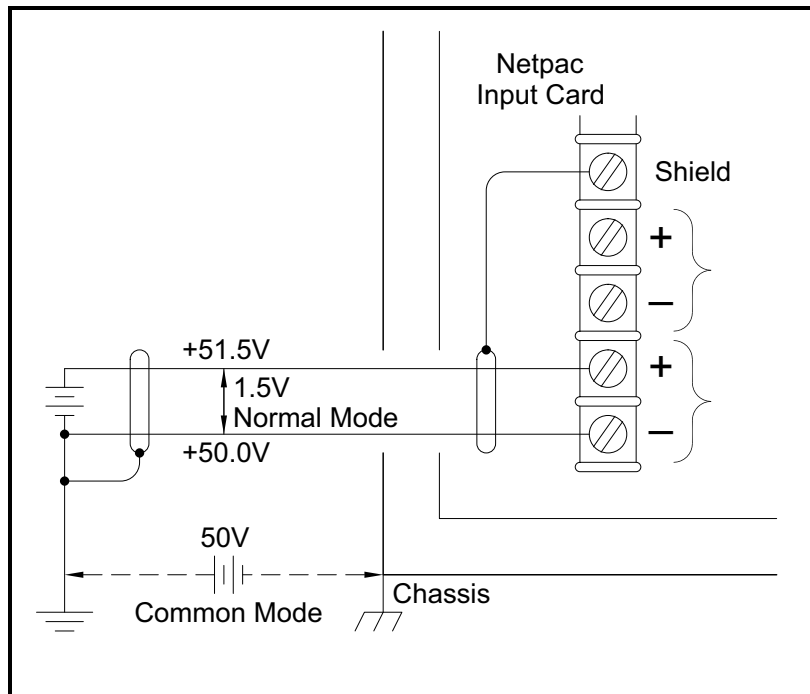 Netpac
Input Card
Shield
+
−
+51.5V
+
1.5V
Normal Mode
−
+50.0V
50V
Common Mode
Chassis